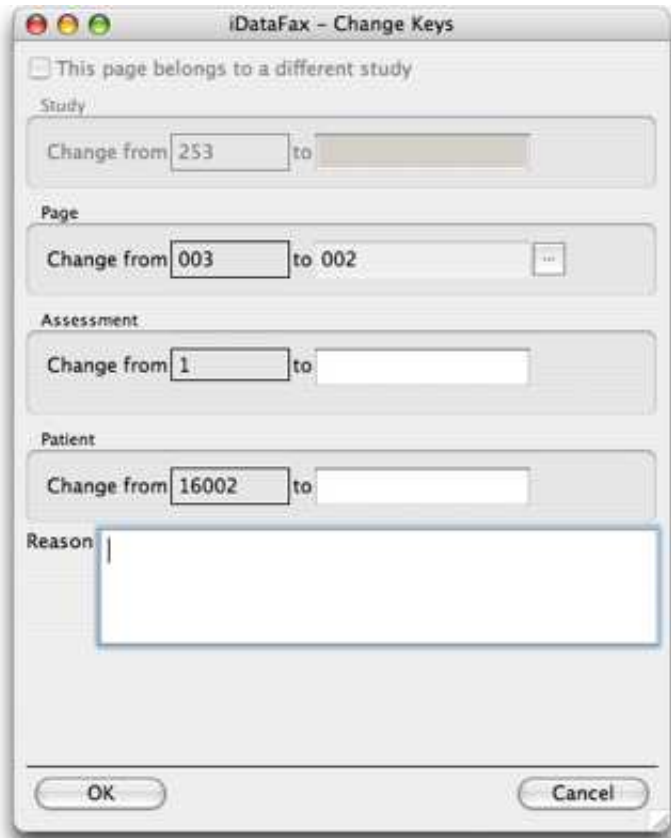 iDataFax – Change Keys
This page belongs to a different study
Study
Change from 253 to
Page
Change from 003 to 002 ...
Assessment
Change from 1 to
Patient
Change from 16002 to
Reason
OK Cancel